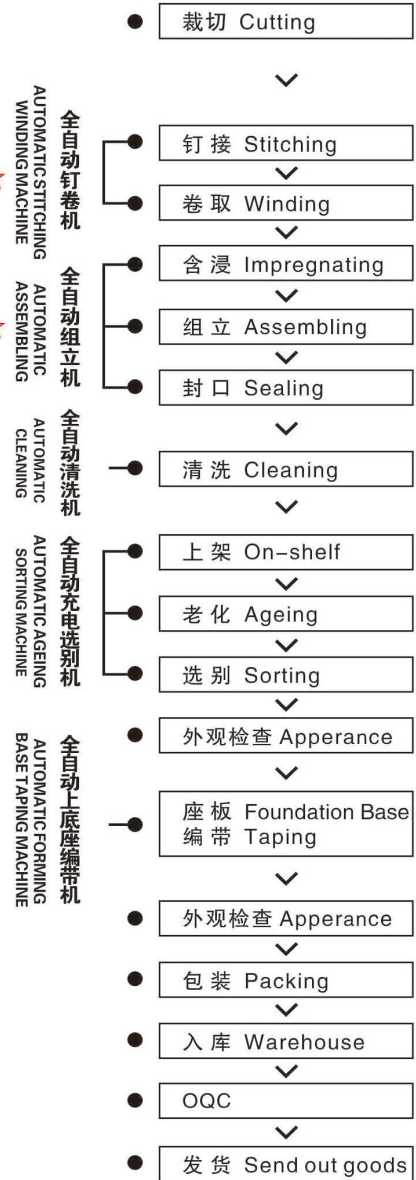 裁切 Cutting
全自动钉卷机
AUTOMATIC STITCHING
WINDING MACHINE
钉接 Stitching
卷取 Winding
全自动组立机
AUTOMATIC
ASSEMBLING
含浸 Impregnating
组立 Assembling
封口 Sealing
全自动清洗机
AUTOMATIC
CLEANING
清洗 Cleaning
全自动充电选别机
AUTOMATIC AGEING
SORTING MACHINE
上架 On-shelf
老化 Ageing
选别 Sorting
外观检查 Apperance
全自动上底座编带机
AUTOMATIC FORMING
BASE TAPING MACHINE
座板 Foundation Base
编带 Taping
外观检查 Apperance
包装 Packing
入库 Warehouse
OQC
发货 Send out goods